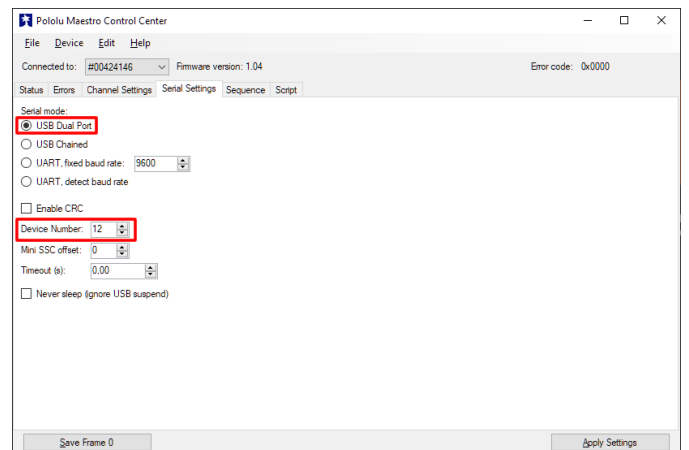 Pololu Maestro Control Center
File Device Edit Help
Connected to: #00424146 Firmware version: 1.04 Error code: 0x0000
Status Errors Channel Settings Serial Settings Sequence Script
Serial mode:
USB Dual Port
USB Chained
UART, fixed baud rate: 9600
UART, detect baud rate
Enable CRC
Device Number: 12
Mini SSC offset: 0
Timeout (s): 0,00
Never sleep (ignore USB suspend)
Save Frame 0 Apply Settings